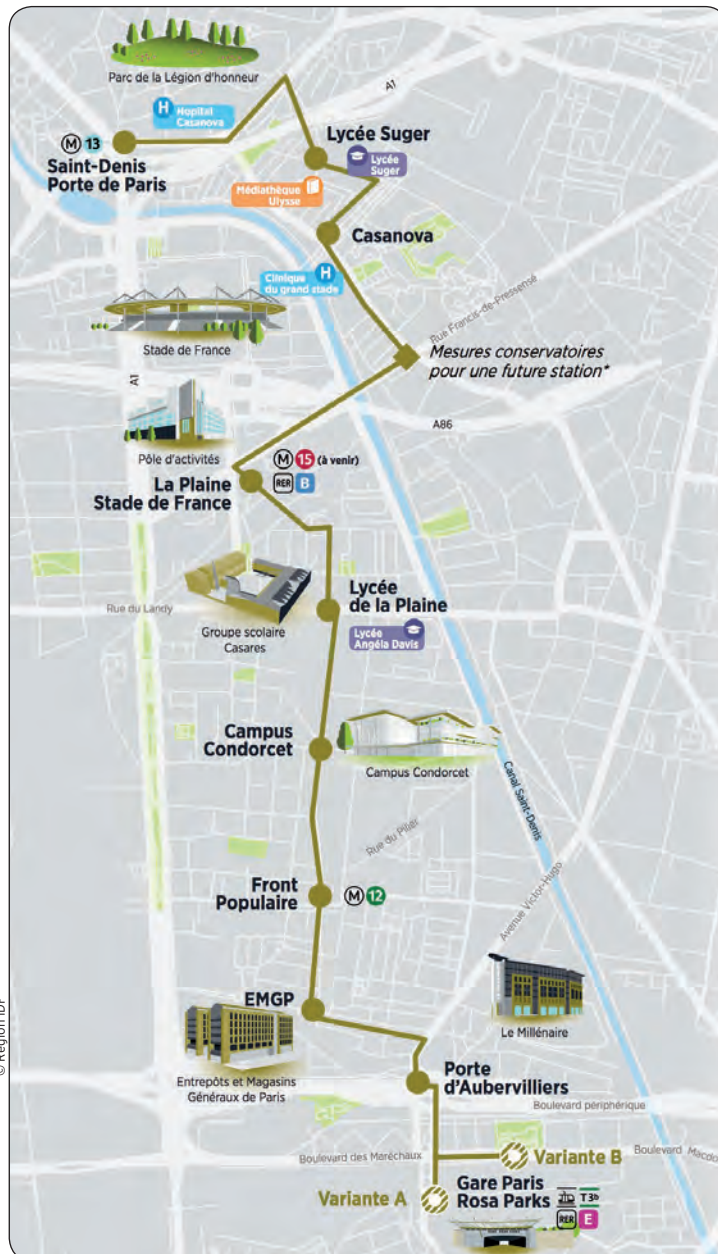 Parc de la Légion d'honneur
A1
H
Hopital
Casanova
M 13
Saint-Denis
Porte de Paris
Lycée Suger
Lycée
Suger
Médiathèque
Ulysse
Casanova
Clinique
du grand stade
H
Rue Francis-de-Pressensé
Stade de France
Mesures conservatoires
pour une future station*
A1
A86
Pôle d'activités
M 15 (à venir)
La Plaine
Stade de France
RER B
Lycée
de la Plaine
Rue du Landy
Groupe scolaire
Casares
Lycée
Angéla Davis
Campus
Condorcet
Campus Condorcet
Canal Saint-Denis
Rue du Pilier
Front
Populaire
M 12
Avenue Victor-Hugo
EMGP
Le Millénaire
© Région IDF
Entrepôts et Magasins
Généraux de Paris
Porte
d'Aubervilliers
Boulevard périphérique
Boulevard des Maréchaux
Variante B
Boulevard Macdo
Variante A
Gare Paris
Rosa Parks
T3b
RER E